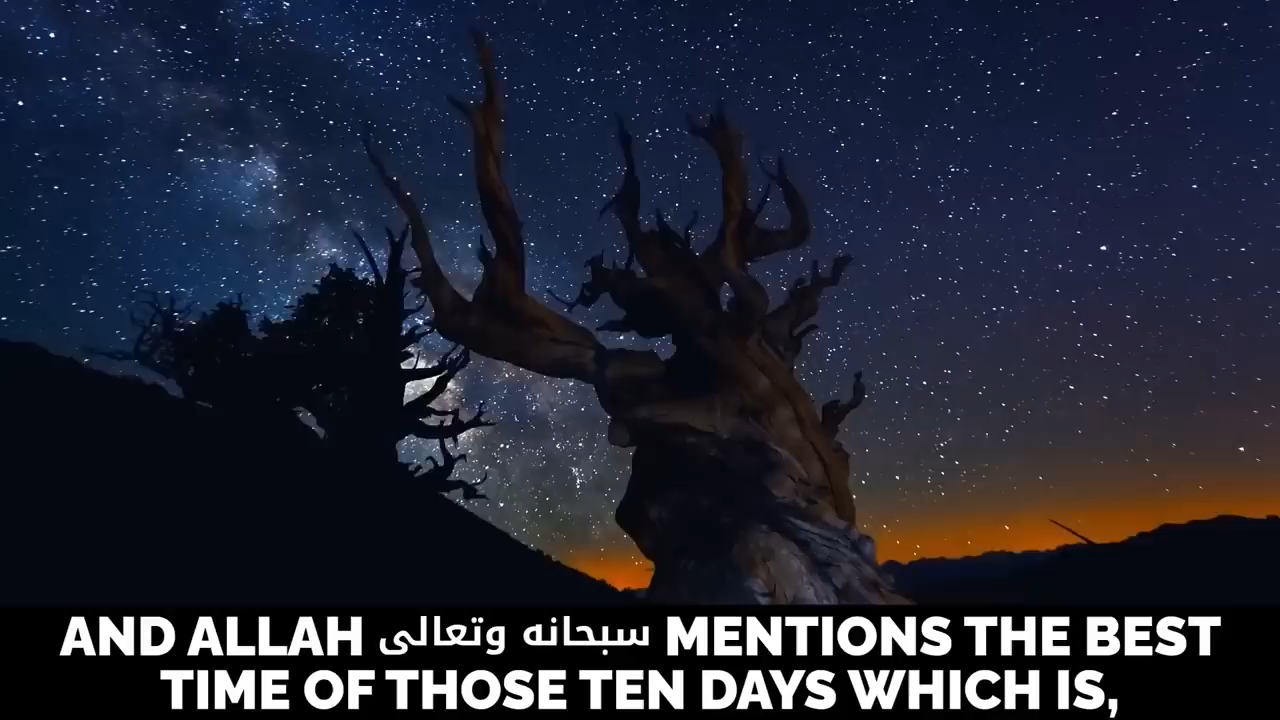 AND ALLAH سبحانه وتعالى MENTIONS THE BEST
TIME OF THOSE TEN DAYS WHICH IS,